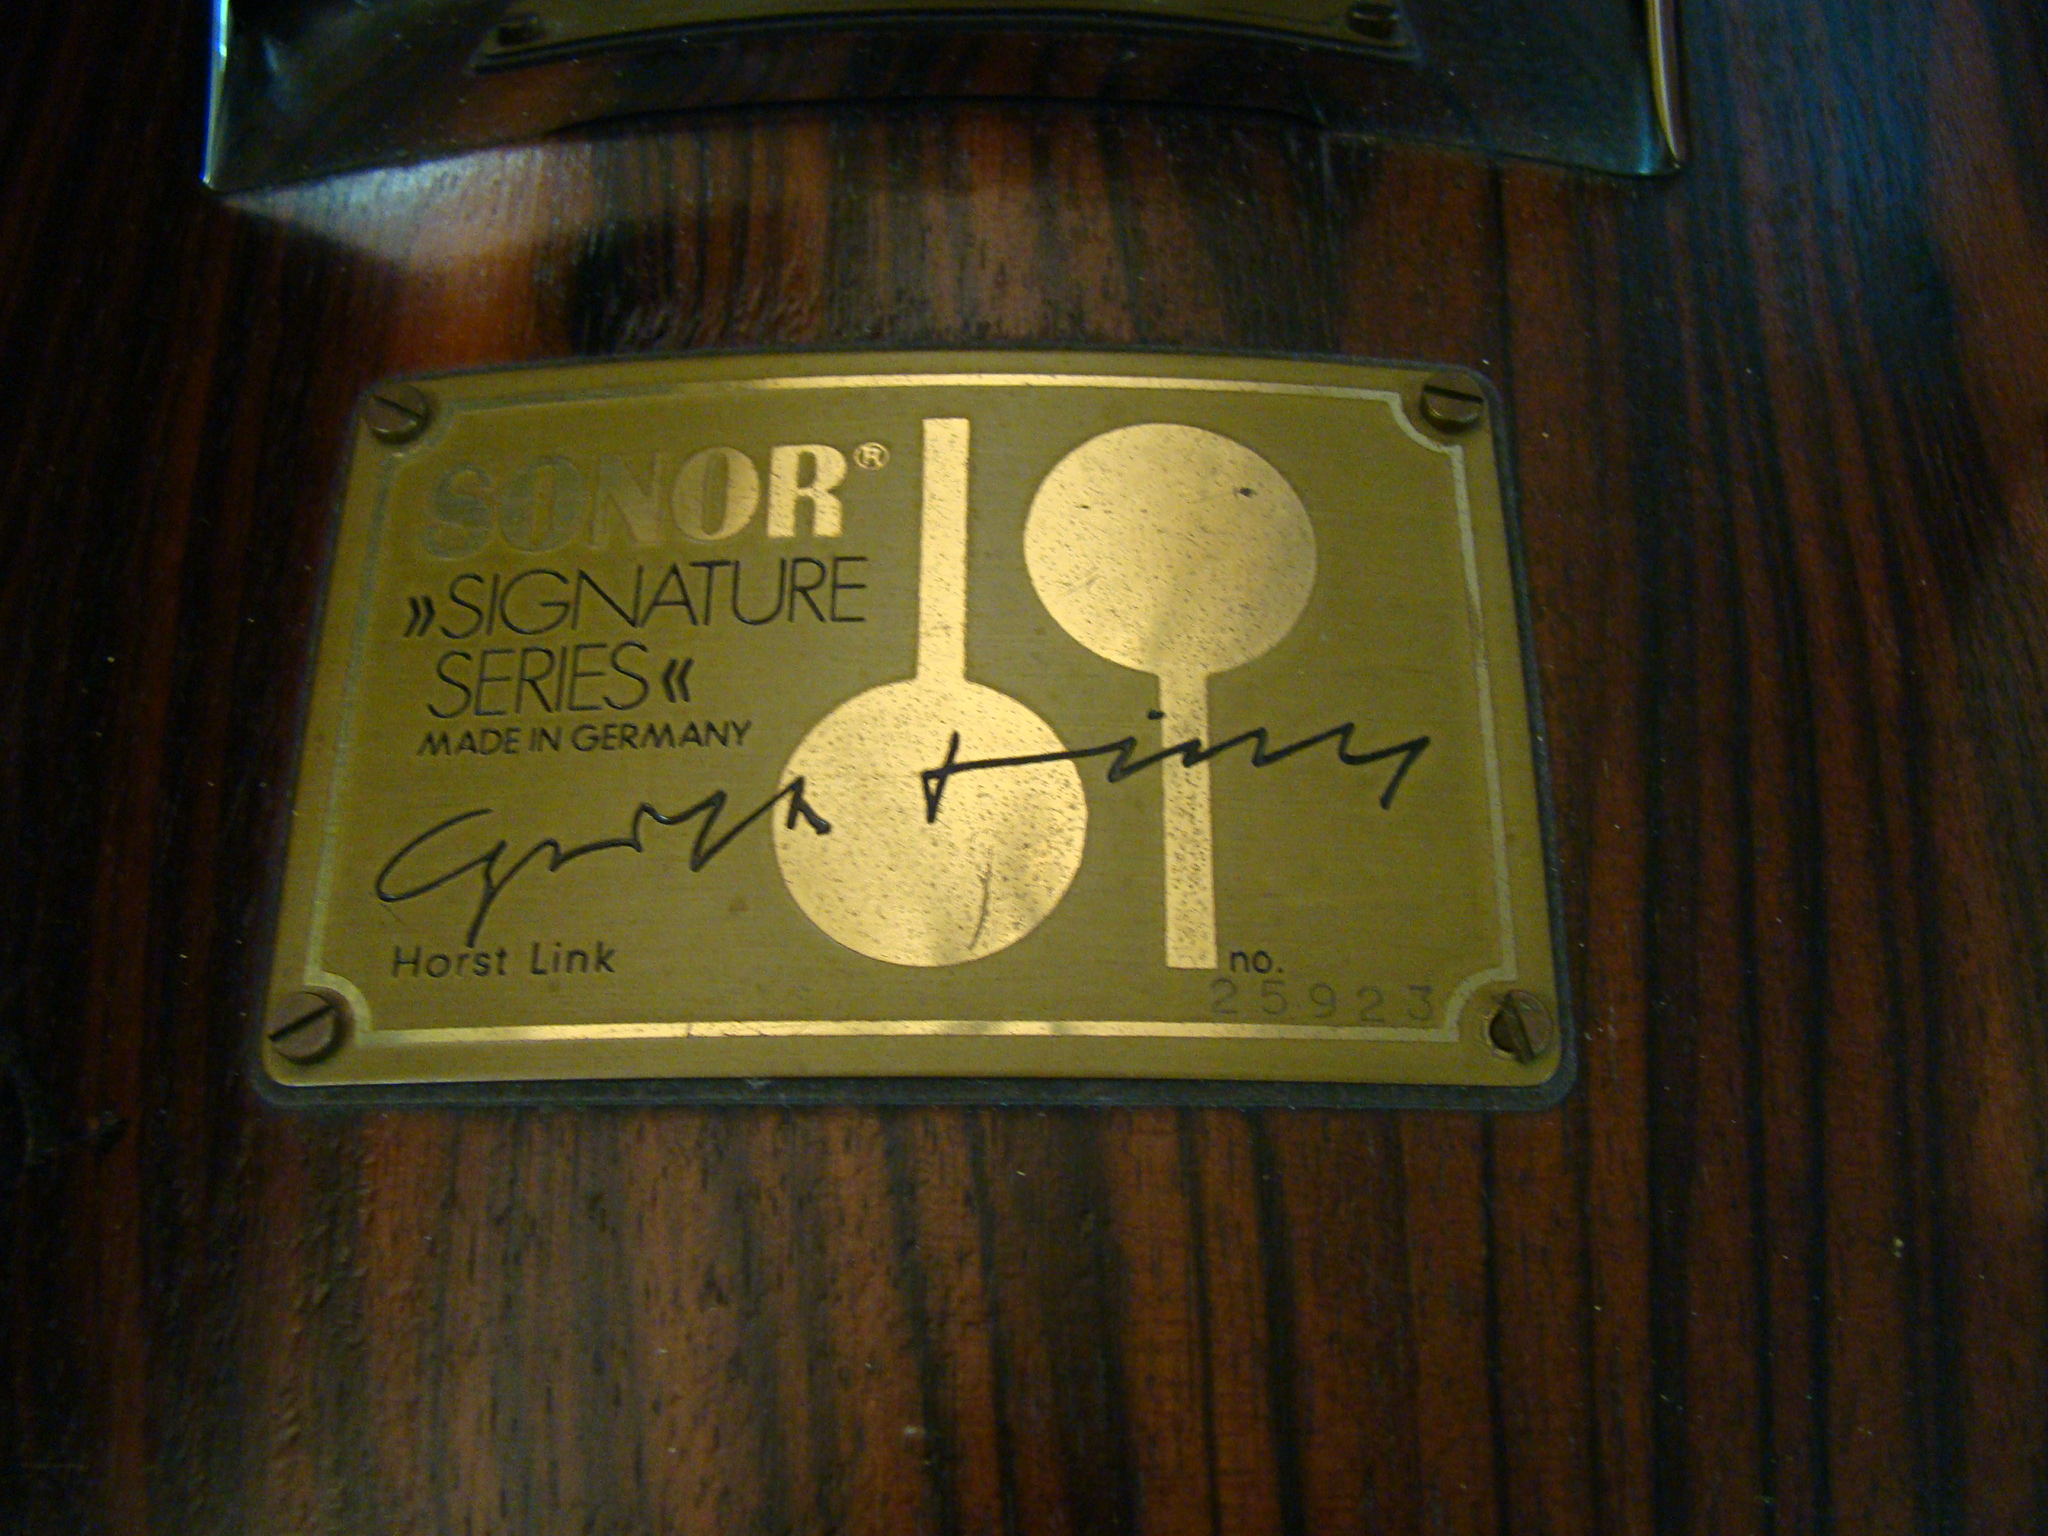 SONOR®
»SIGNATURE
SERIES«
MADE IN GERMANY
Horst Link
no.
25923